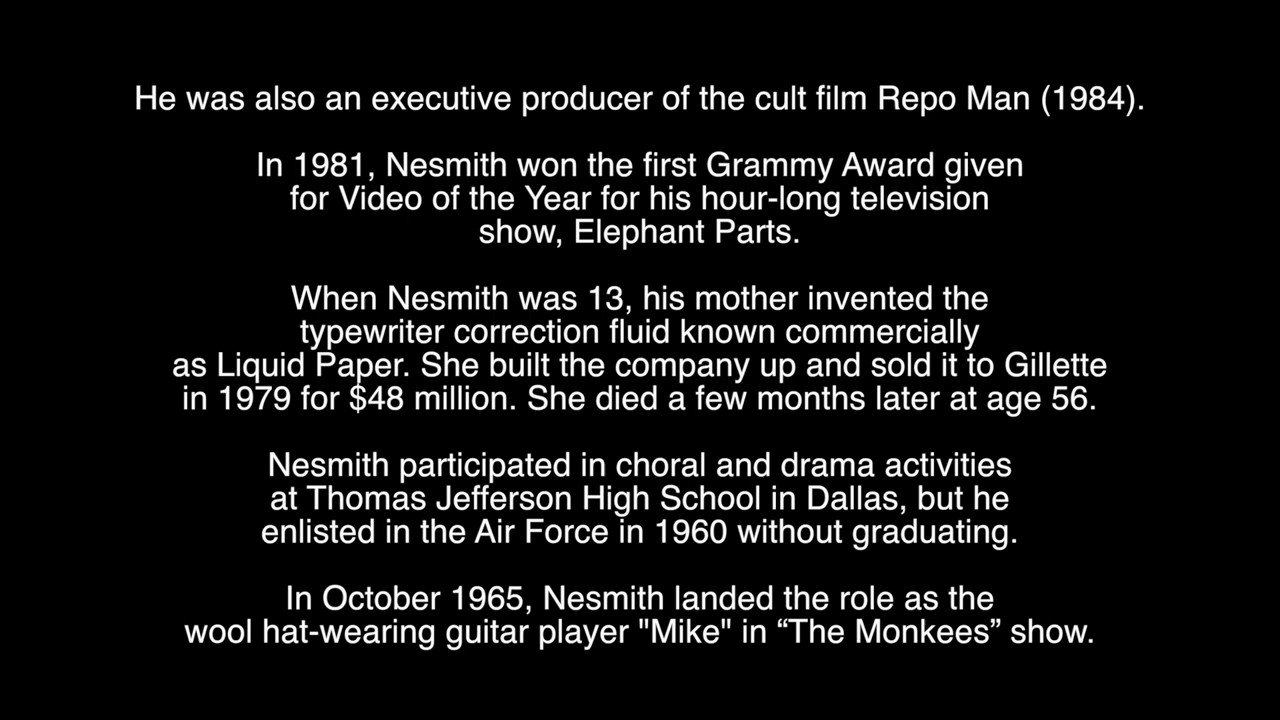 He was also an executive producer of the cult film Repo Man (1984).
In 1981, Nesmith won the first Grammy Award given
for Video of the Year for his hour-long television
show, Elephant Parts.
When Nesmith was 13, his mother invented the
typewriter correction fluid known commercially
as Liquid Paper. She built the company up and sold it to Gillette
in 1979 for $48 million. She died a few months later at age 56.
Nesmith participated in choral and drama activities
at Thomas Jefferson High School in Dallas, but he
enlisted in the Air Force in 1960 without graduating.
In October 1965, Nesmith landed the role as the
wool hat-wearing guitar player "Mike" in “The Monkees” show.